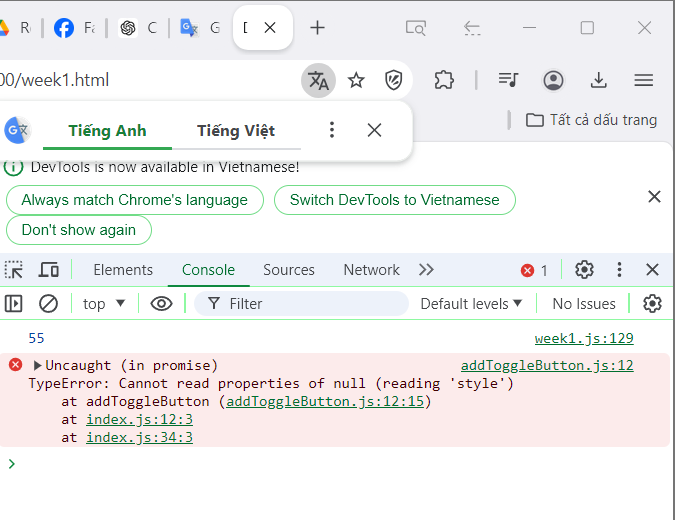 R
F
C
G
D
00/week1.html
Tiếng Anh
Tiếng Việt
Tất cả dấu trang
DevTools is now available in Vietnamese!
Always match Chrome's language
Switch DevTools to Vietnamese
Don't show again
Elements
Console
Sources
Network
1
top
Filter
Default levels
No Issues
55
week1.js:129
Uncaught (in promise)
addToggleButton.js:12
TypeError: Cannot read properties of null (reading 'style')
at addToggleButton (addToggleButton.js:12:15)
at index.js:12:3
at index.js:34:3